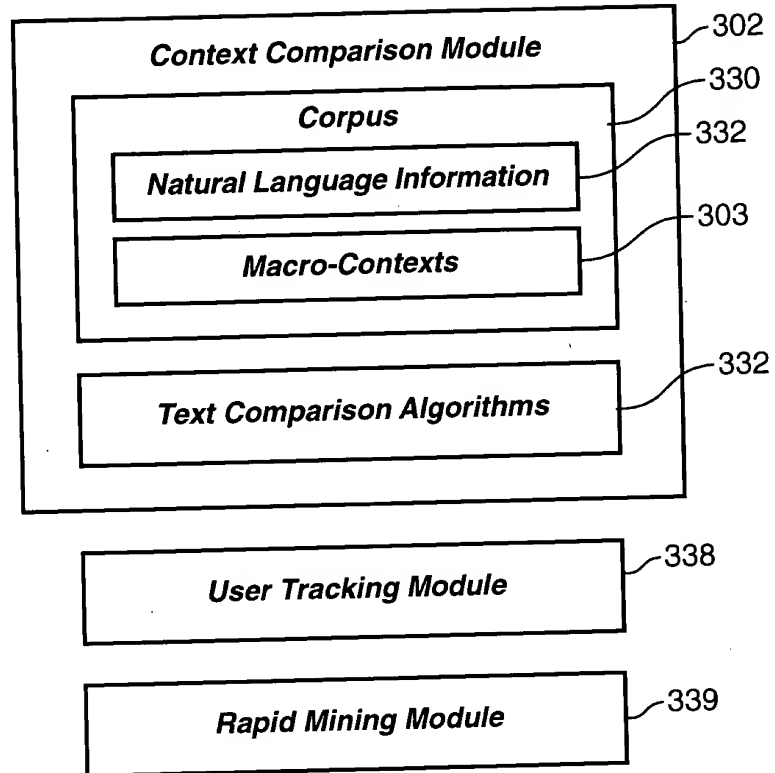 Context Comparison Module
302
Corpus
330
Natural Language Information
332
Macro-Contexts
303
Text Comparison Algorithms
332
User Tracking Module
338
Rapid Mining Module
339